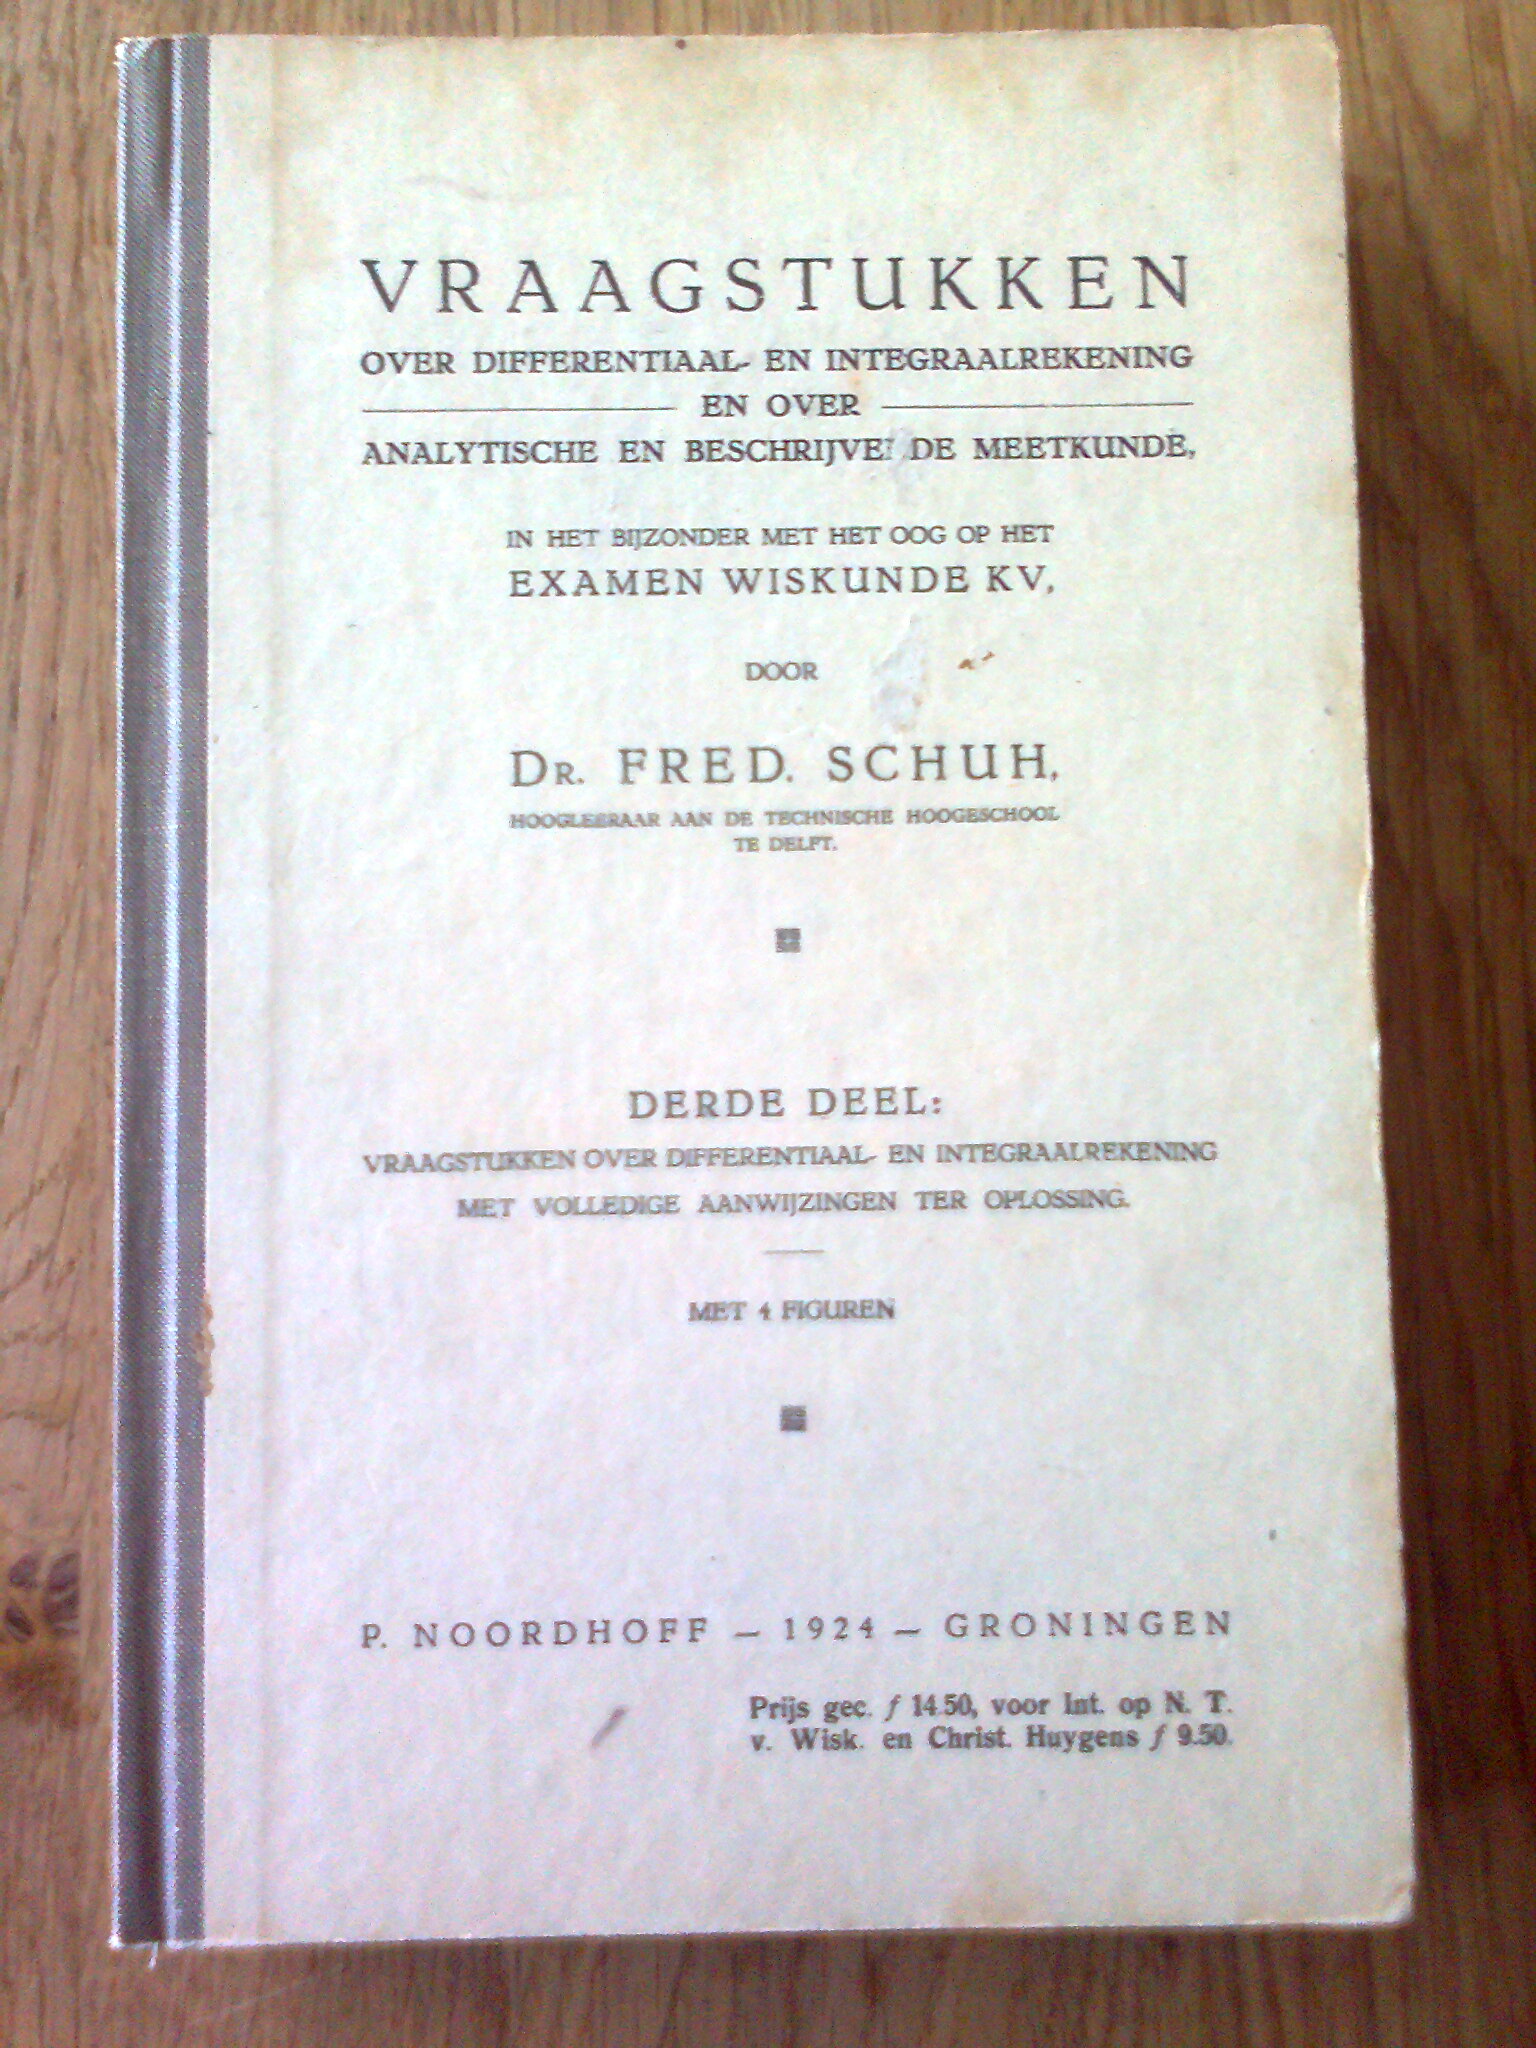 VRAAGSTUKKEN
OVER DIFFERENTIAAL- EN INTEGRAALREKENING
EN OVER
ANALYTISCHE EN BESCHRIJVE DE MEETKUNDE,
IN HET BIJZONDER MET HET OOG OP HET
EXAMEN WISKUNDE KV,
DOOR
DR. FRED. SCHUH,
HOOGLEERAAR AAN DE TECHNISCHE HOOGESCHOOL
TE DELFT.
DERDE DEEL:
VRAAGSTUKKEN OVER DIFFERENTIAAL- EN INTEGRAALREKENING
MET VOLLEDIGE AANWIJZINGEN TER OPLOSSING.
MET 4 FIGUREN
P. NOORDHOFF — 1924 — GRONINGEN
Prijs gec. f 14.50, voor Int. op N. T.
v. Wisk. en Christ. Huygens f 9.50.